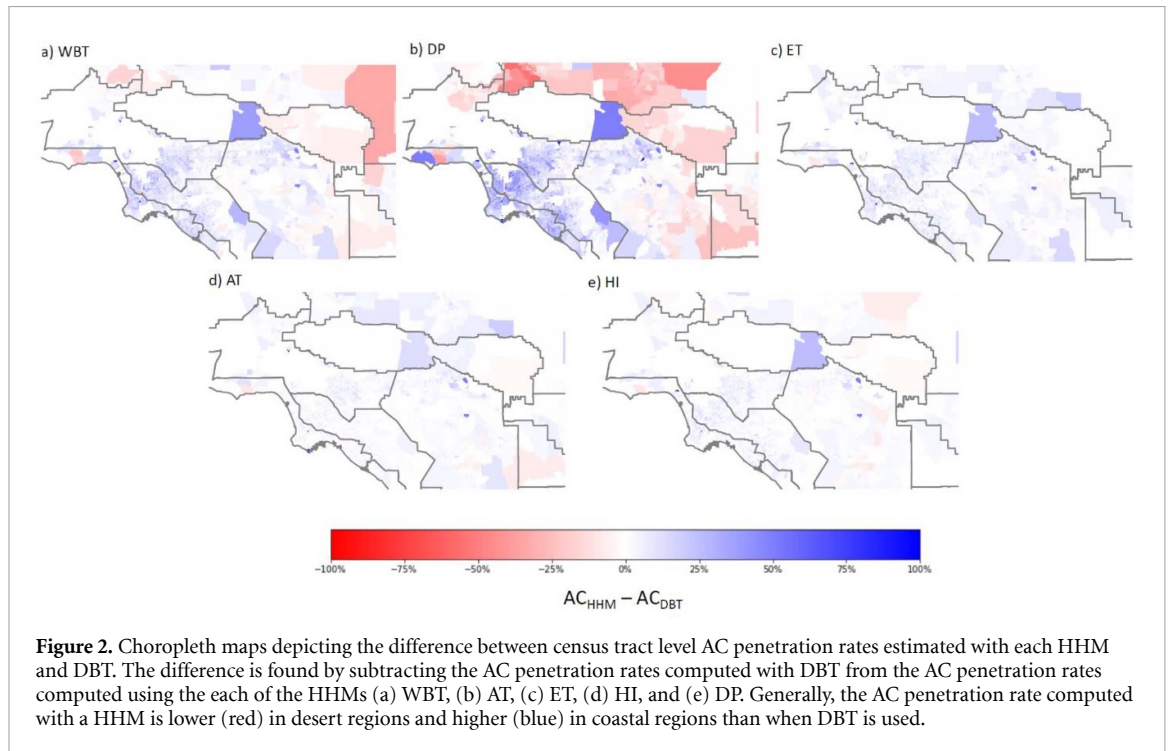 a) WBT
b) DP
c) ET
d) AT
e) HI
−100% −75% −50% −25% 0% 25% 50% 75% 100%
AC_HHM – AC_DBT
Figure 2. Choropleth maps depicting the difference between census tract level AC penetration rates estimated with each HHM
and DBT. The difference is found by subtracting the AC penetration rates computed with DBT from the AC penetration rates
computed using the each of the HHMs (a) WBT, (b) AT, (c) ET, (d) HI, and (e) DP. Generally, the AC penetration rate computed
with a HHM is lower (red) in desert regions and higher (blue) in coastal regions than when DBT is used.